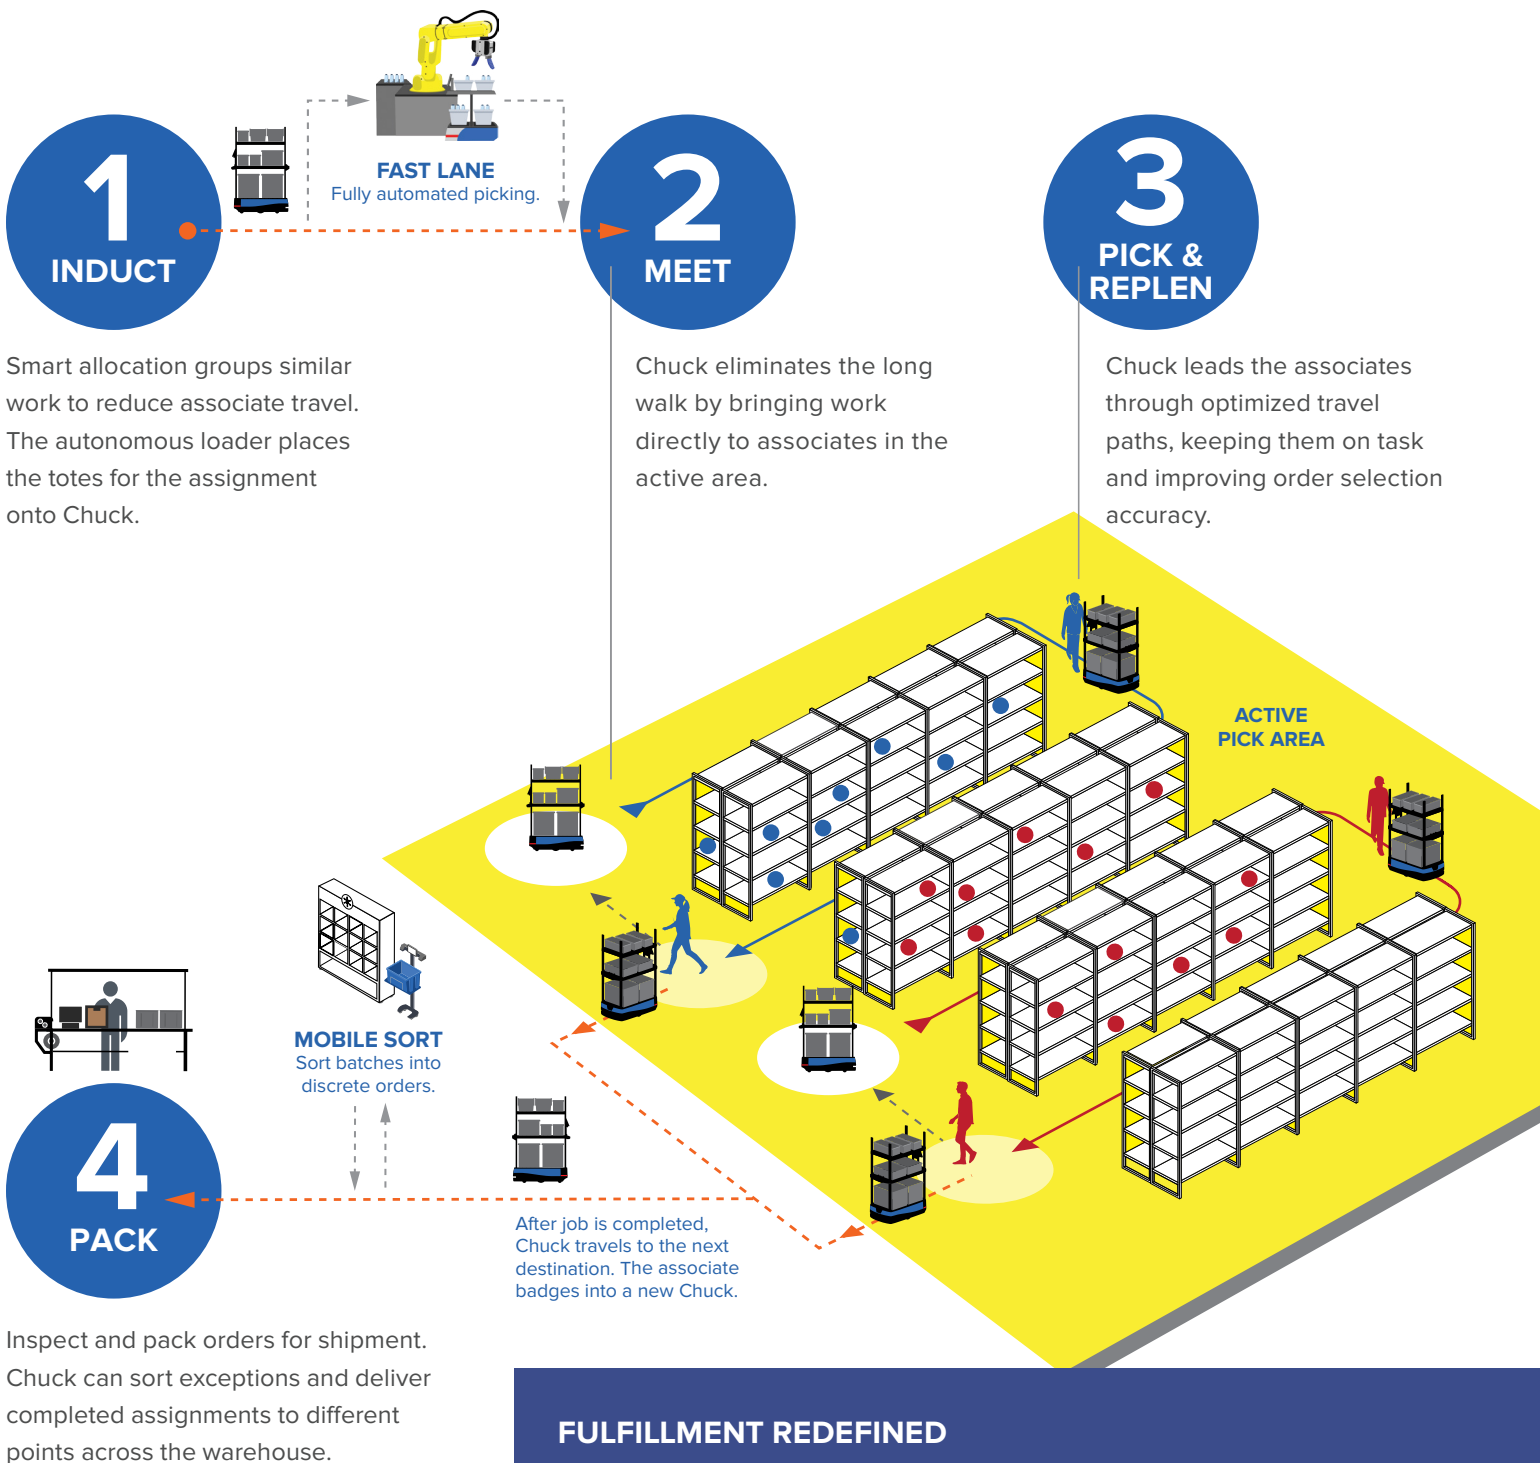 FAST LANE
Fully automated picking.
1
INDUCT
2
MEET
3
PICK &
REPLEN
Smart allocation groups similar
work to reduce associate travel.
The autonomous loader places
the totes for the assignment
onto Chuck.
Chuck eliminates the long
walk by bringing work
directly to associates in the
active area.
Chuck leads the associates
through optimized travel
paths, keeping them on task
and improving order selection
accuracy.
ACTIVE
PICK AREA
MOBILE SORT
Sort batches into
discrete orders.
4
PACK
After job is completed,
Chuck travels to the next
destination. The associate
badges into a new Chuck.
Inspect and pack orders for shipment.
Chuck can sort exceptions and deliver
completed assignments to different
points across the warehouse.
FULFILLMENT REDEFINED